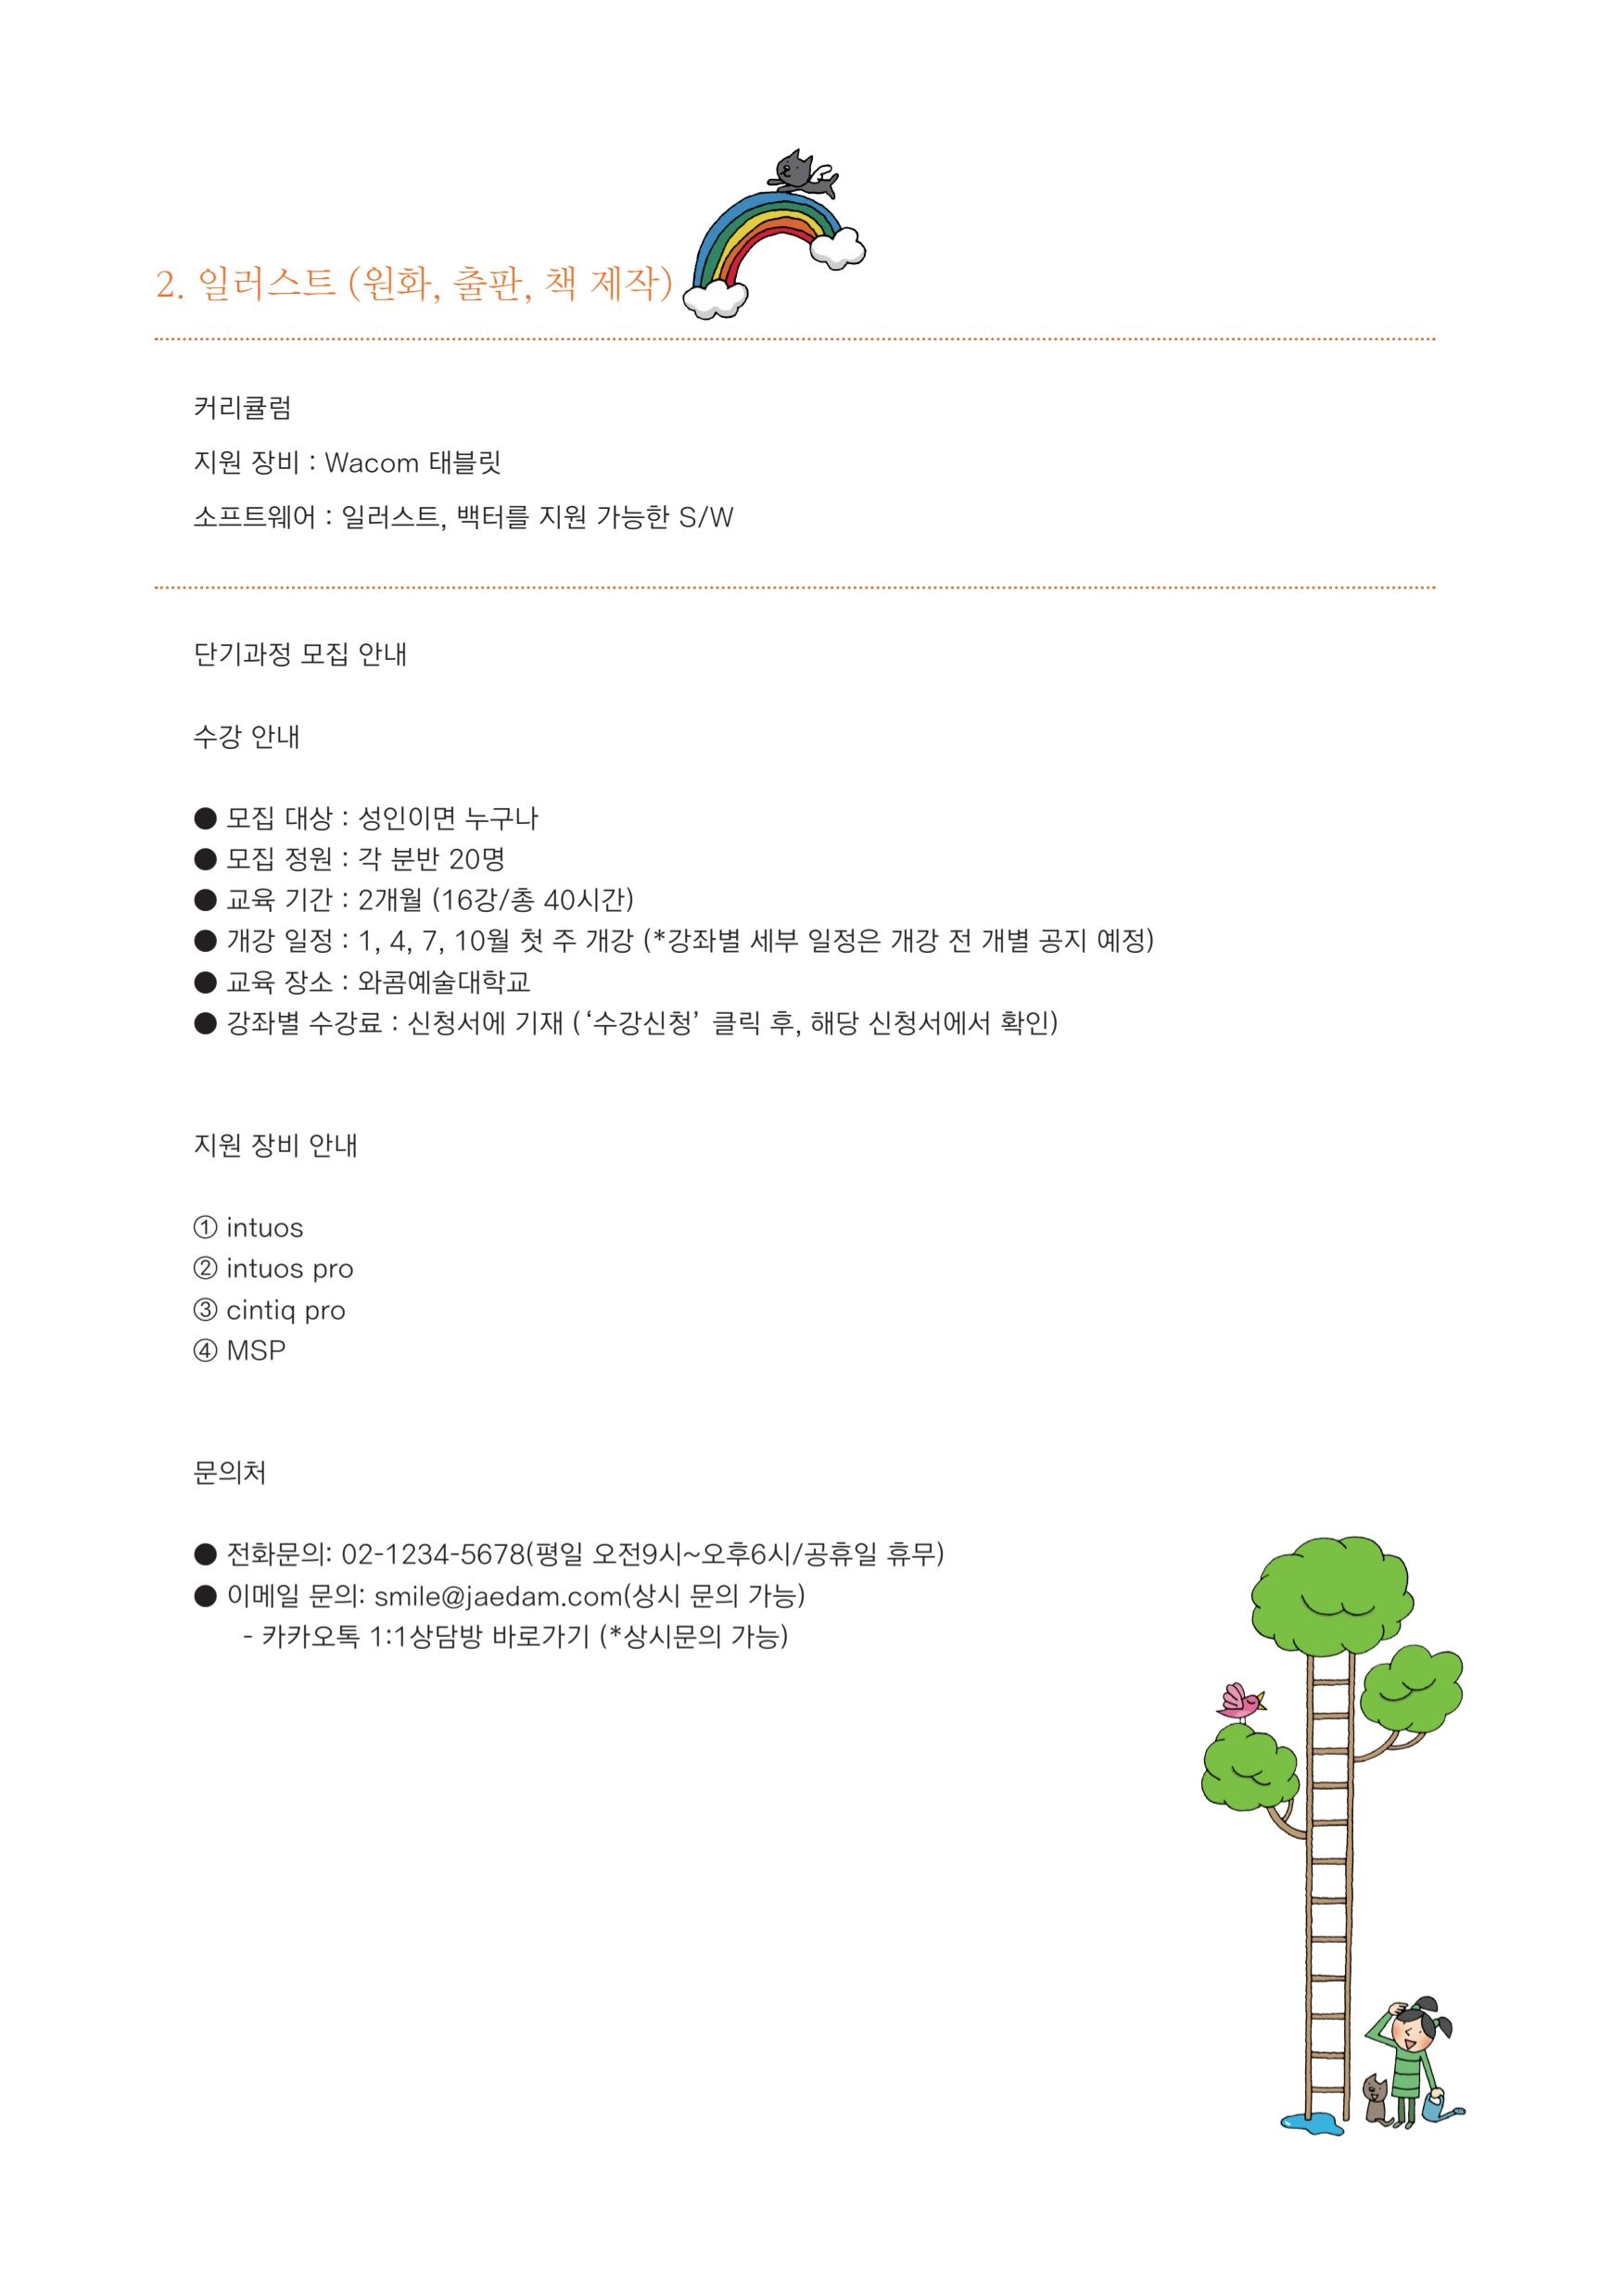 2. 일러스트 (원화, 출판, 책 제작)
커리큘럼
지원 장비 : Wacom 태블릿
소프트웨어 : 일러스트, 백터를 지원 가능한 S/W
단기과정 모집 안내
수강 안내
● 모집 대상 : 성인이면 누구나
● 모집 정원 : 각 분반 20명
● 교육 기간 : 2개월 (16강/총 40시간)
● 개강 일정 : 1, 4, 7, 10월 첫 주 개강 (*강좌별 세부 일정은 개강 전 개별 공지 예정)
● 교육 장소 : 와콤예술대학교
● 강좌별 수강료 : 신청서에 기재 ( ‘수강신청’ 클릭 후, 해당 신청서에서 확인)
지원 장비 안내
① intuos
② intuos pro
③ cintiq pro
④ MSP
문의처
● 전화문의: 02-1234-5678(평일 오전9시~오후6시/공휴일 휴무)
● 이메일 문의: smile@jaedam.com(상시 문의 가능)
- 카카오톡 1:1상담방 바로가기 (*상시문의 가능)